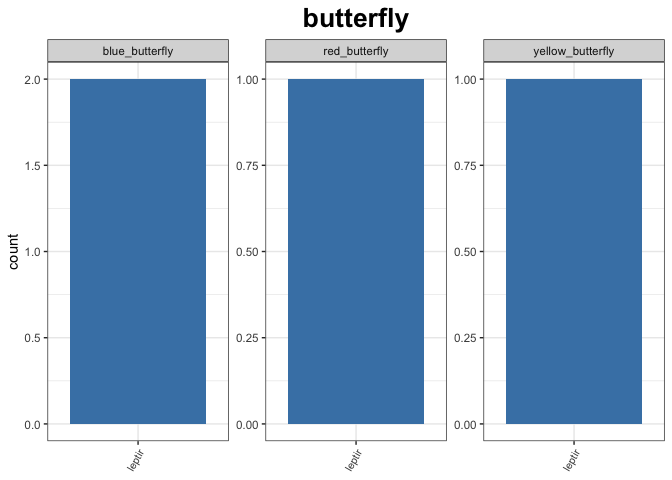 butterfly
blue_butterfly red_butterfly yellow_butterfly
2.0 1.00 1.00
1.5 0.75 0.75
count
1.0 0.50 0.50
0.5 0.25 0.25
0.0 0.00 0.00
leptir leptir leptir